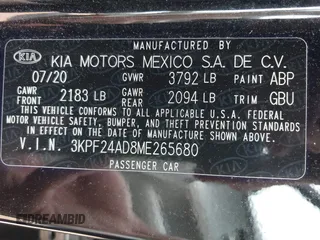 MANUFACTURED BY
KIA KIA MOTORS MEXICO S.A. DE C.V.
07/20 GVWR 3792 LB PAINT ABP
GAWR FRONT 2183 LB GAWR REAR 2094 LB TRIM GBU
THIS VEHICLE CONFORMS TO ALL APPLICABLE U.S. FEDERAL
MOTOR VEHICLE SAFETY, BUMPER, AND THEFT PREVENTION STANDARDS
IN EFFECT ON THE DATE OF MANUFACTURE SHOWN ABOVE.
V.I.N. 3KPF24AD8ME265680
PASSENGER CAR
IDREAMBID